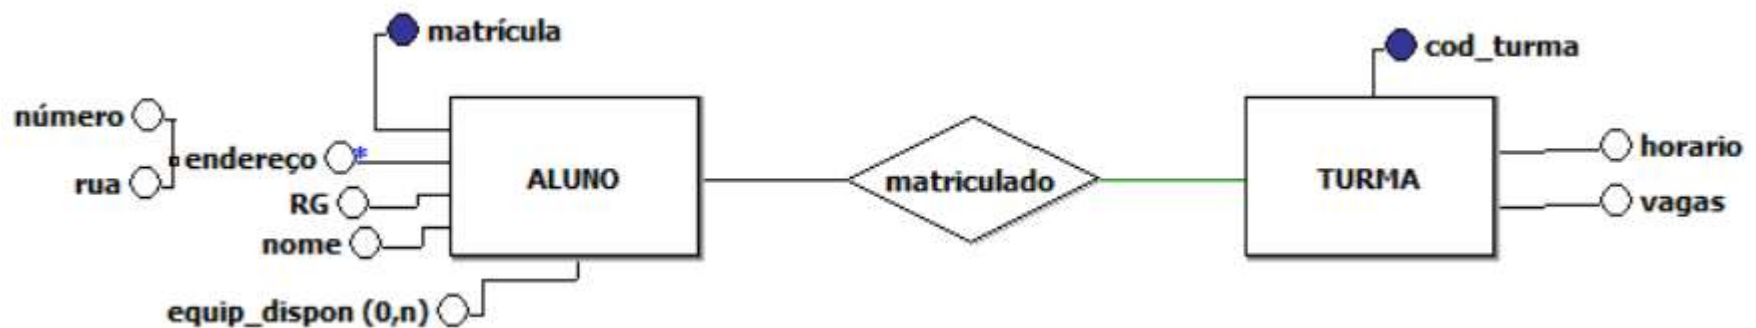 matrícula
cod_turma
número
endereço *
rua
RG
nome
equip_dispon (0,n)
ALUNO
matriculado
TURMA
horario
vagas